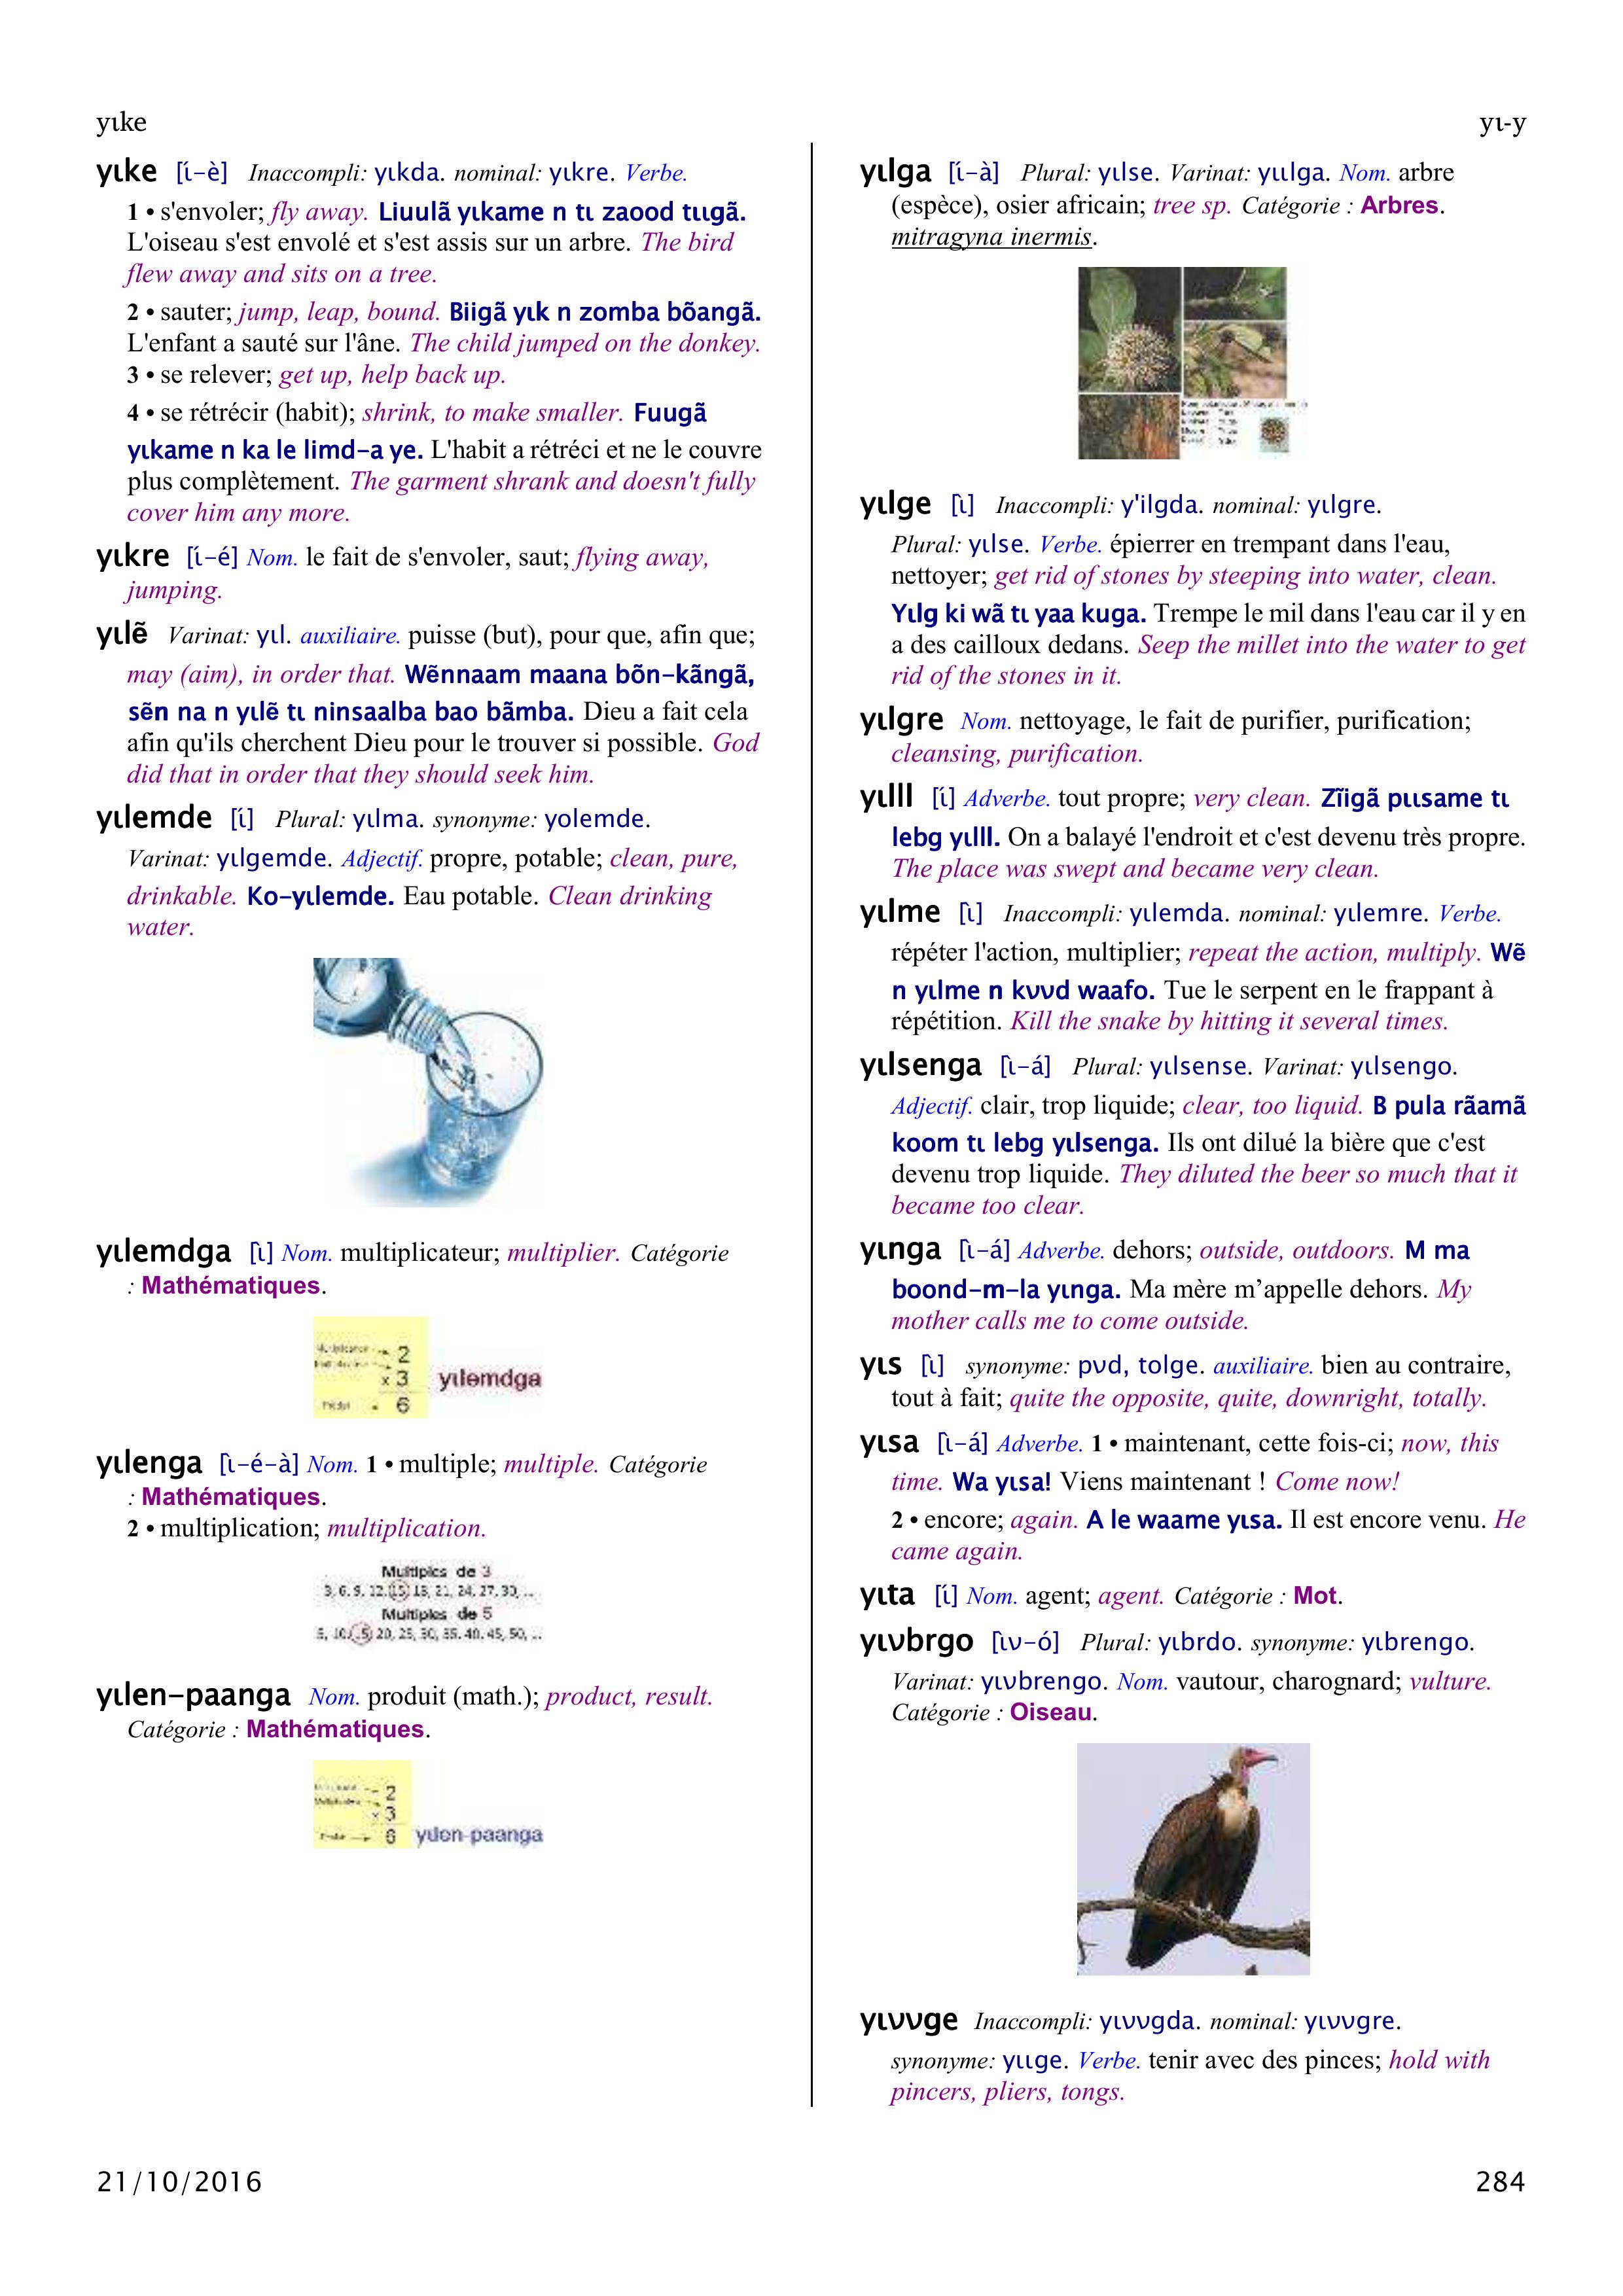 yɩke
yɩ-y
yɩke [ɩ́-è] Inaccompli: yɩkda. nominal: yɩkre. Verbe.
1 • s'envoler; fly away. Liuulã yɩkame n tɩ zaood tɩɩgã.
L'oiseau s'est envolé et s'est assis sur un arbre. The bird
flew away and sits on a tree.
2 • sauter; jump, leap, bound. Biigã yɩk n zomba bõangã.
L'enfant a sauté sur l'âne. The child jumped on the donkey.
3 • se relever; get up, help back up.
4 • se rétrécir (habit); shrink, to make smaller. Fuugã
yɩkame n ka le limd-a ye. L'habit a rétréci et ne le couvre
plus complètement. The garment shrank and doesn't fully
cover him any more.
yɩkre [ɩ́-é] Nom. le fait de s'envoler, saut; flying away,
jumping.
yɩlẽ Varinat: yɩl. auxiliaire. puisse (but), pour que, afin que;
may (aim), in order that. Wẽnnaam maana bõn-kãngã,
sẽn na n yɩlẽ tɩ ninsaalba bao bãmba. Dieu a fait cela
afin qu'ils cherchent Dieu pour le trouver si possible. God
did that in order that they should seek him.
yɩlemde [ɩ́] Plural: yɩlma. synonyme: yolemde.
Varinat: yɩlgemde. Adjectif. propre, potable; clean, pure,
drinkable. Ko-yɩlemde. Eau potable. Clean drinking
water.
yɩlemdga [ɩ̀] Nom. multiplicateur; multiplier. Catégorie
: Mathématiques.
2
x 3 yɩlemdga
6
yɩlenga [ɩ̀-é-à] Nom. 1 • multiple; multiple. Catégorie
: Mathématiques.
2 • multiplication; multiplication.
Multiples de 3
3, 6, 9, 12, 15, 18, 21, 24, 27, 30, ...
Multiples de 5
5, 10, 15, 20, 25, 30, 35, 40, 45, 50, ...
yɩlen-paanga Nom. produit (math.); product, result.
Catégorie : Mathématiques.
2
x 3
6 yɩlen-paanga
yɩlga [ɩ́-à] Plural: yɩlse. Varinat: yɩɩlga. Nom. arbre
(espèce), osier africain; tree sp. Catégorie : Arbres.
mitragyna inermis.
yɩlge [ɩ̀] Inaccompli: y'ilgda. nominal: yɩlgre.
Plural: yɩlse. Verbe. épierrer en trempant dans l'eau,
nettoyer; get rid of stones by steeping into water, clean.
Yɩlg ki wã tɩ yaa kuga. Trempe le mil dans l'eau car il y en
a des cailloux dedans. Seep the millet into the water to get
rid of the stones in it.
yɩlgre Nom. nettoyage, le fait de purifier, purification;
cleansing, purification.
yɩlll [ɩ́] Adverbe. tout propre; very clean. Zĩigã pɩɩsame tɩ
lebg yɩlll. On a balayé l'endroit et c'est devenu très propre.
The place was swept and became very clean.
yɩlme [ɩ̀] Inaccompli: yɩlemda. nominal: yɩlemre. Verbe.
répéter l'action, multiplier; repeat the action, multiply. Wẽ
n yɩlme n kʋʋd waafo. Tue le serpent en le frappant à
répétition. Kill the snake by hitting it several times.
yɩlsenga [ɩ̀-á] Plural: yɩlsense. Varinat: yɩlsengo.
Adjectif. clair, trop liquide; clear, too liquid. B pula rãamã
koom tɩ lebg yɩlsenga. Ils ont dilué la bière que c'est
devenu trop liquide. They diluted the beer so much that it
became too clear.
yɩnga [ɩ̀-á] Adverbe. dehors; outside, outdoors. M ma
boond-m-la yɩnga. Ma mère m’appelle dehors. My
mother calls me to come outside.
yɩs [ɩ̀] synonyme: pʋd, tolge. auxiliaire. bien au contraire,
tout à fait; quite the opposite, quite, downright, totally.
yɩsa [ɩ̀-á] Adverbe. 1 • maintenant, cette fois-ci; now, this
time. Wa yɩsa! Viens maintenant ! Come now!
2 • encore; again. A le waame yɩsa. Il est encore venu. He
came again.
yɩta [ɩ́] Nom. agent; agent. Catégorie : Mot.
yɩʋbrgo [ɩ̀ʋ-ó] Plural: yɩbrdo. synonyme: yɩbrengo.
Varinat: yɩʋbrengo. Nom. vautour, charognard; vulture.
Catégorie : Oiseau.
yɩʋʋge Inaccompli: yɩʋʋgda. nominal: yɩʋʋgre.
synonyme: yɩɩge. Verbe. tenir avec des pinces; hold with
pincers, pliers, tongs.
21/10/2016
284